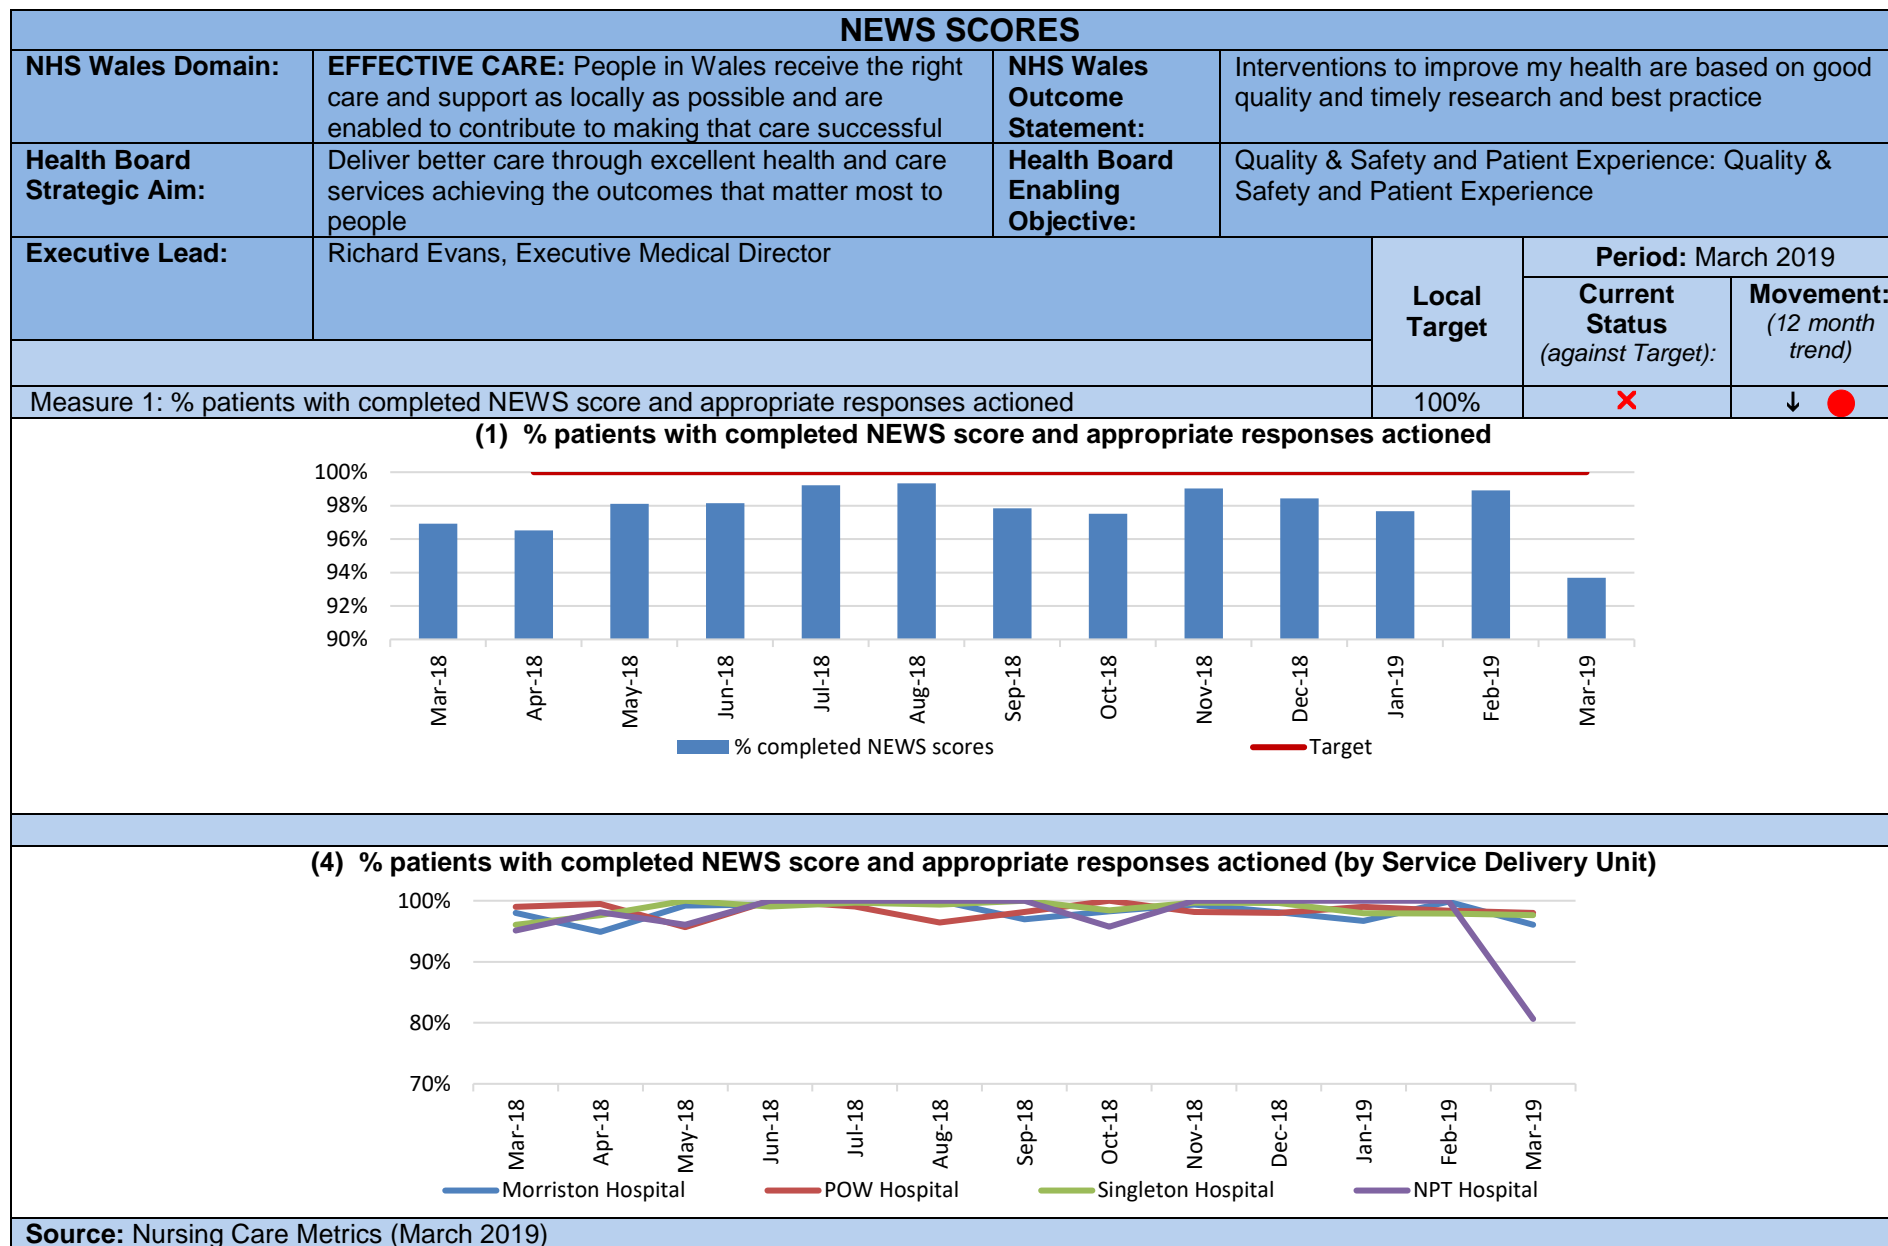 NEWS SCORES
NHS Wales Domain:
EFFECTIVE CARE: People in Wales receive the right
care and support as locally as possible and are
enabled to contribute to making that care successful
NHS Wales
Outcome
Statement:
Interventions to improve my health are based on good
quality and timely research and best practice
Health Board
Strategic Aim:
Deliver better care through excellent health and care
services achieving the outcomes that matter most to
people
Health Board
Enabling
Objective:
Quality & Safety and Patient Experience: Quality &
Safety and Patient Experience
Executive Lead:
Richard Evans, Executive Medical Director
Local
Target
Period: March 2019
Current
Status
(against Target):
Movement:
(12 month
trend)
Measure 1: % patients with completed NEWS score and appropriate responses actioned
100%
(1) % patients with completed NEWS score and appropriate responses actioned
100%
98%
96%
94%
92%
90%
Mar-18
Apr-18
May-18
Jun-18
Jul-18
Aug-18
Sep-18
Oct-18
Nov-18
Dec-18
Jan-19
Feb-19
Mar-19
% completed NEWS scores
Target
(4) % patients with completed NEWS score and appropriate responses actioned (by Service Delivery Unit)
100%
90%
80%
70%
Mar-18
Apr-18
May-18
Jun-18
Jul-18
Aug-18
Sep-18
Oct-18
Nov-18
Dec-18
Jan-19
Feb-19
Mar-19
Morriston Hospital
POW Hospital
Singleton Hospital
NPT Hospital
Source: Nursing Care Metrics (March 2019)